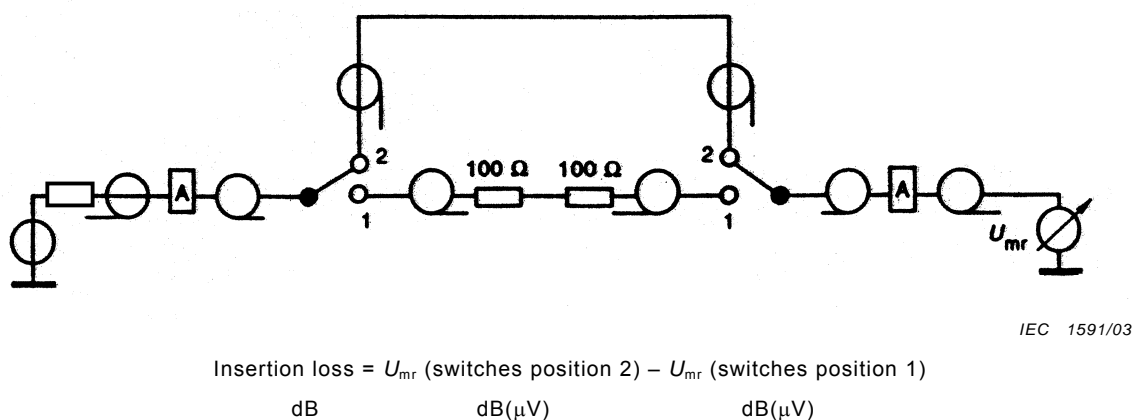 2
2
100 Ω 100 Ω
A
A
1
1
U_mr
IEC 1591/03
Insertion loss = U_mr (switches position 2) – U_mr (switches position 1)
dB dB(μV) dB(μV)